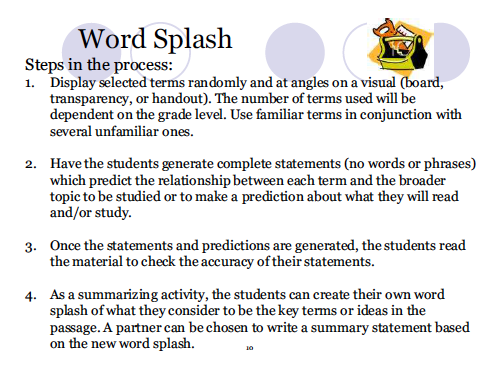 Word Splash
Steps in the process:
1. Display selected terms randomly and at angles on a visual (board,
transparency, or handout). The number of terms used will be
dependent on the grade level. Use familiar terms in conjunction with
several unfamiliar ones.
2. Have the students generate complete statements (no words or phrases)
which predict the relationship between each term and the broader
topic to be studied or to make a prediction about what they will read
and/or study.
3. Once the statements and predictions are generated, the students read
the material to check the accuracy of their statements.
4. As a summarizing activity, the students can create their own word
splash of what they consider to be the key terms or ideas in the
passage. A partner can be chosen to write a summary statement based
on the new word splash.
10